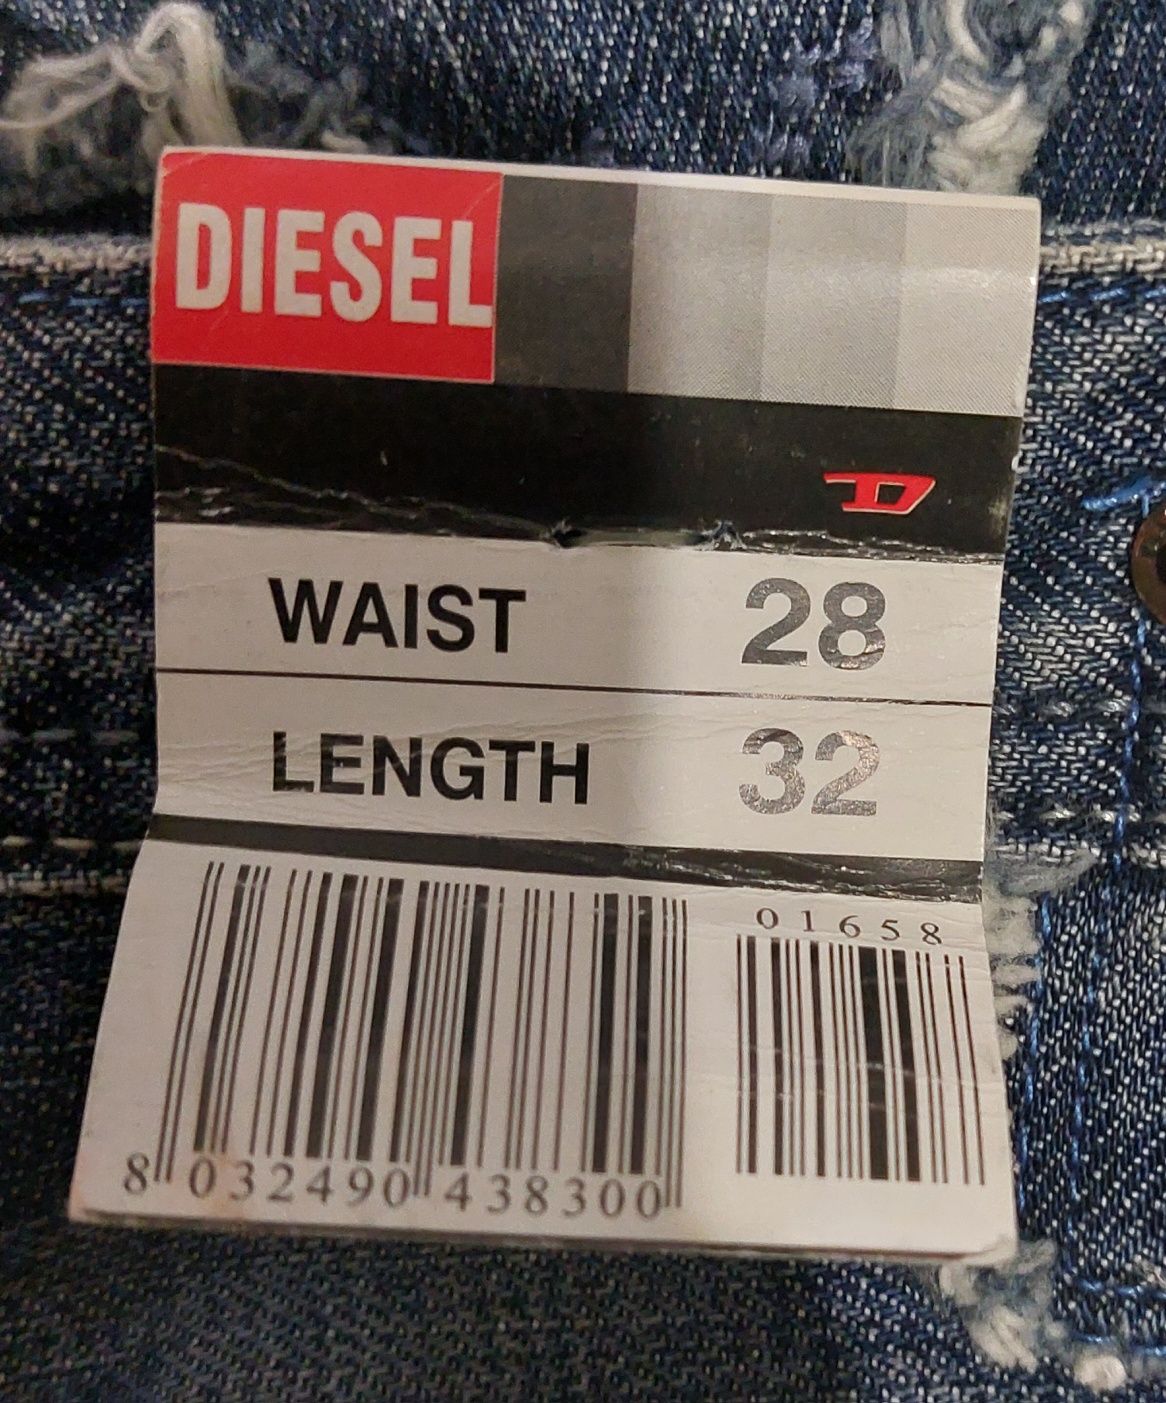 DIESEL
D
WAIST 28
LENGTH 32
01658
8 032490 438300